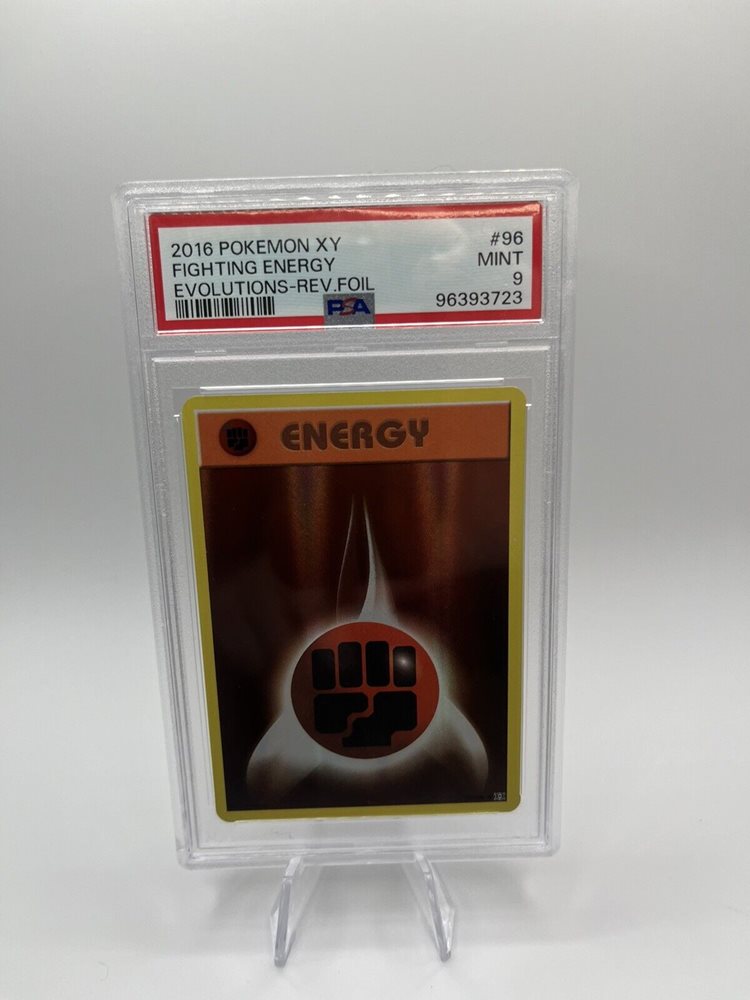 2016 POKEMON XY
FIGHTING ENERGY
EVOLUTIONS-REV.FOIL
#96
MINT
9
96393723
PSA
ENERGY